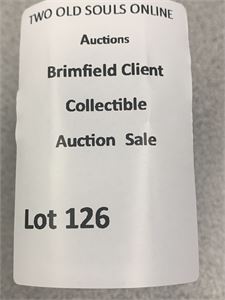 TWO OLD SOULS ONLINE
Auctions
Brimfield Client
Collectible
Auction Sale
Lot 126